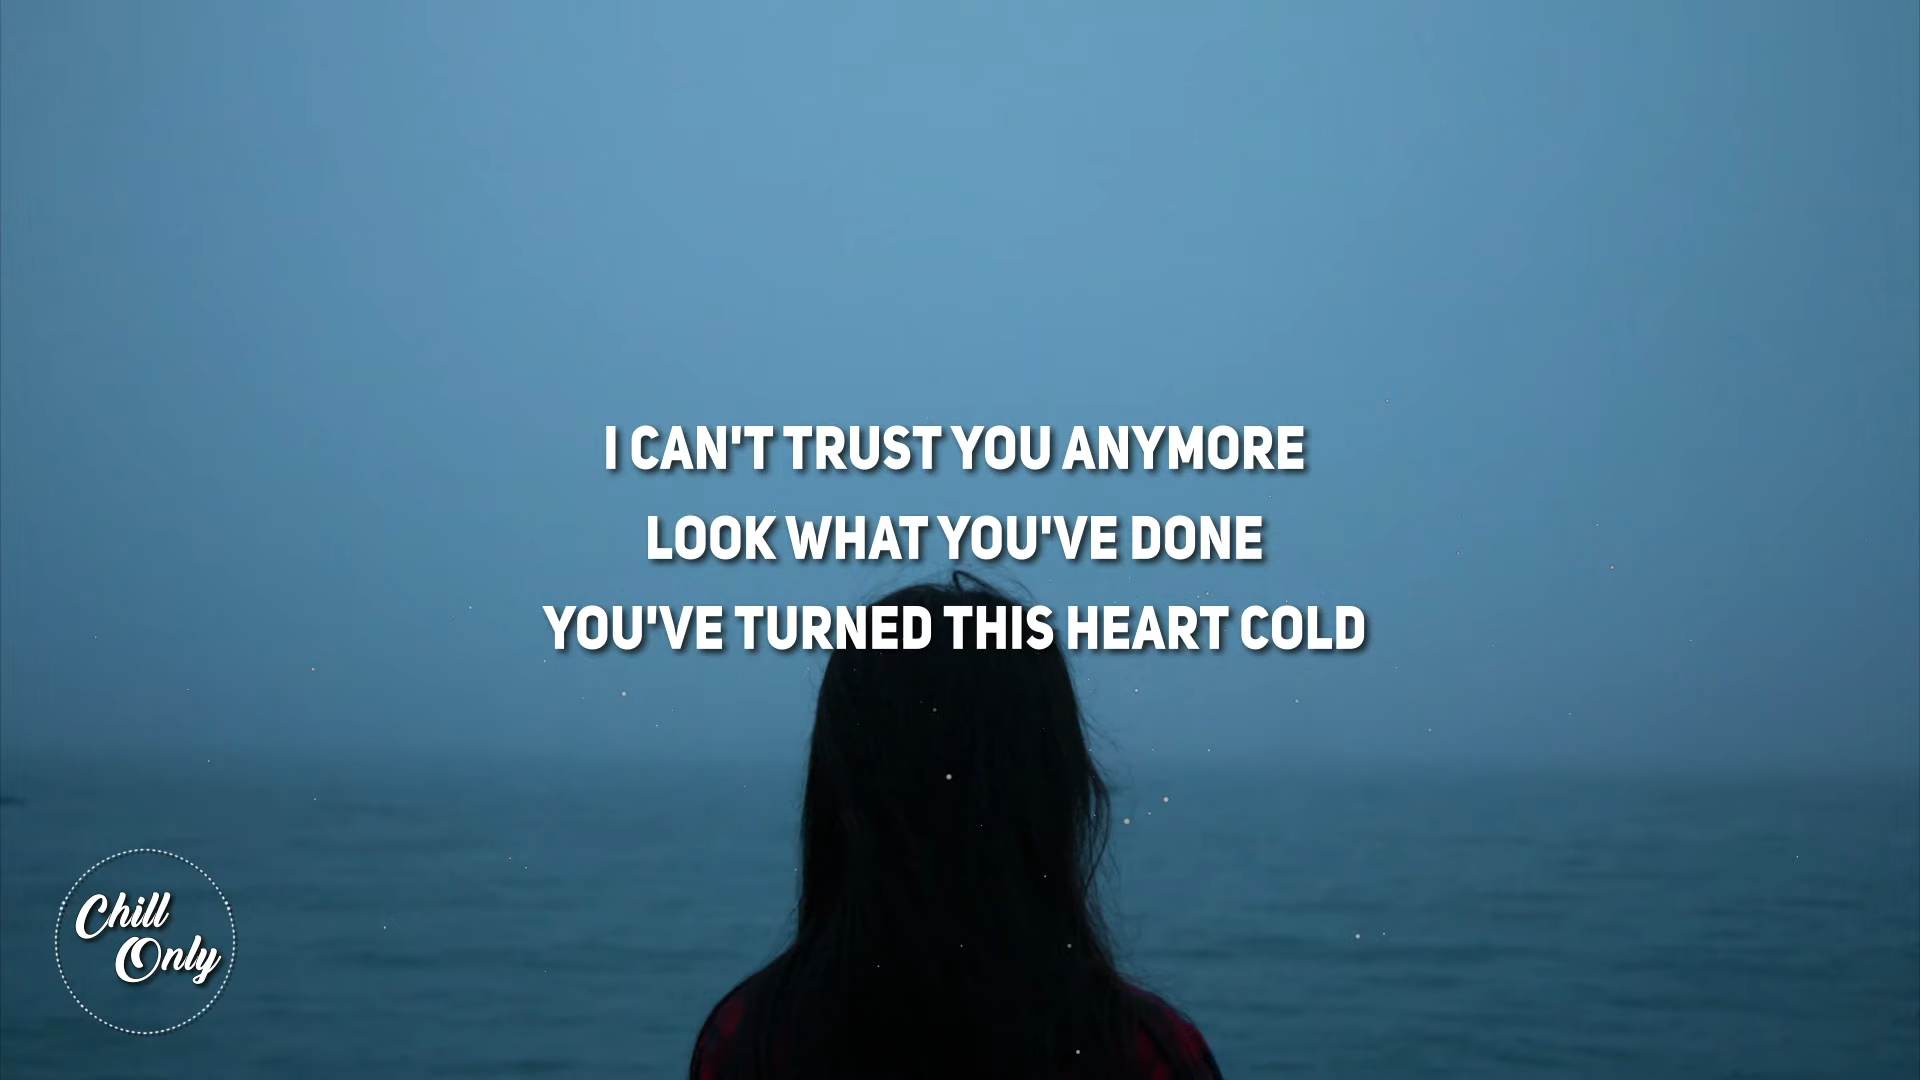 I CAN'T TRUST YOU ANYMORE
LOOK WHAT YOU'VE DONE
YOU'VE TURNED THIS HEART COLD
Chill
Only